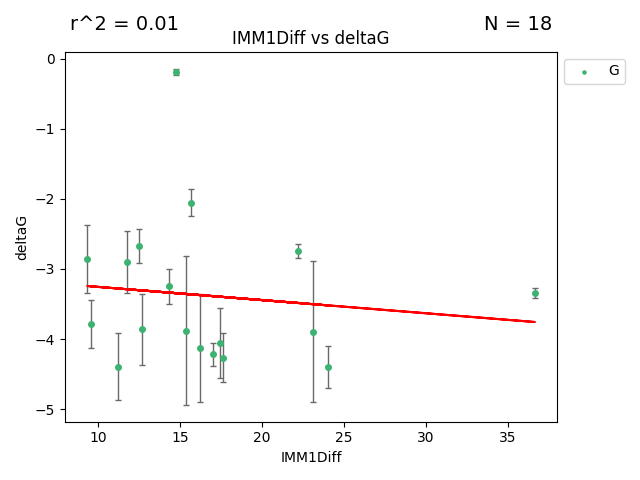 r^2 = 0.01
N = 18
IMM1Diff vs deltaG
G
0
−1
−2
−3
−4
−5
deltaG
10
15
20
25
30
35
IMM1Diff